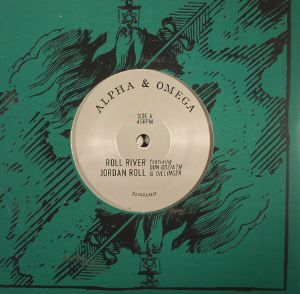 ALPHA & OMEGA
SIDE A
45RPM
ROLL RIVER featuring DON GOLIATH
JORDAN ROLL & DILLINGER